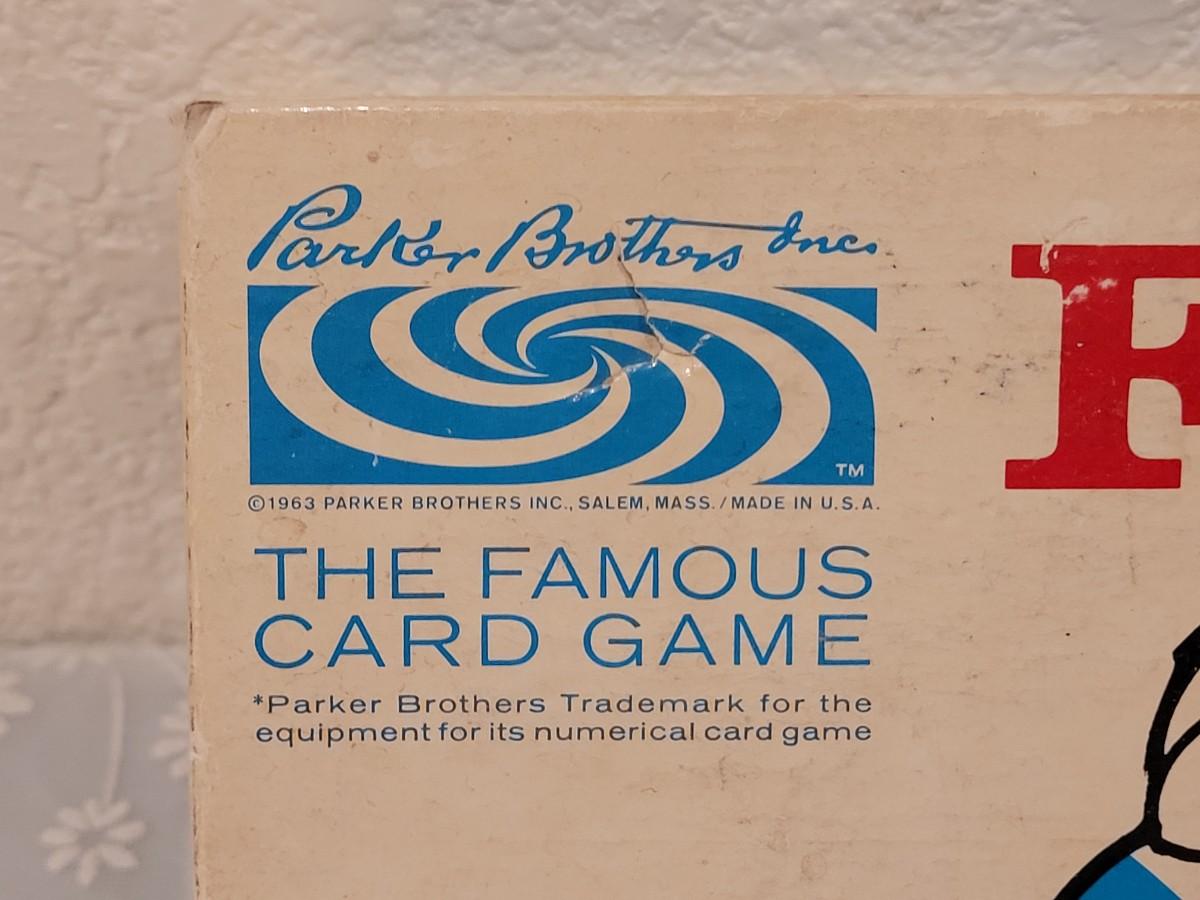 Parker Brothers Inc.
TM
©1963 PARKER BROTHERS INC., SALEM, MASS./MADE IN U.S.A.
THE FAMOUS
CARD GAME
*Parker Brothers Trademark for the
equipment for its numerical card game